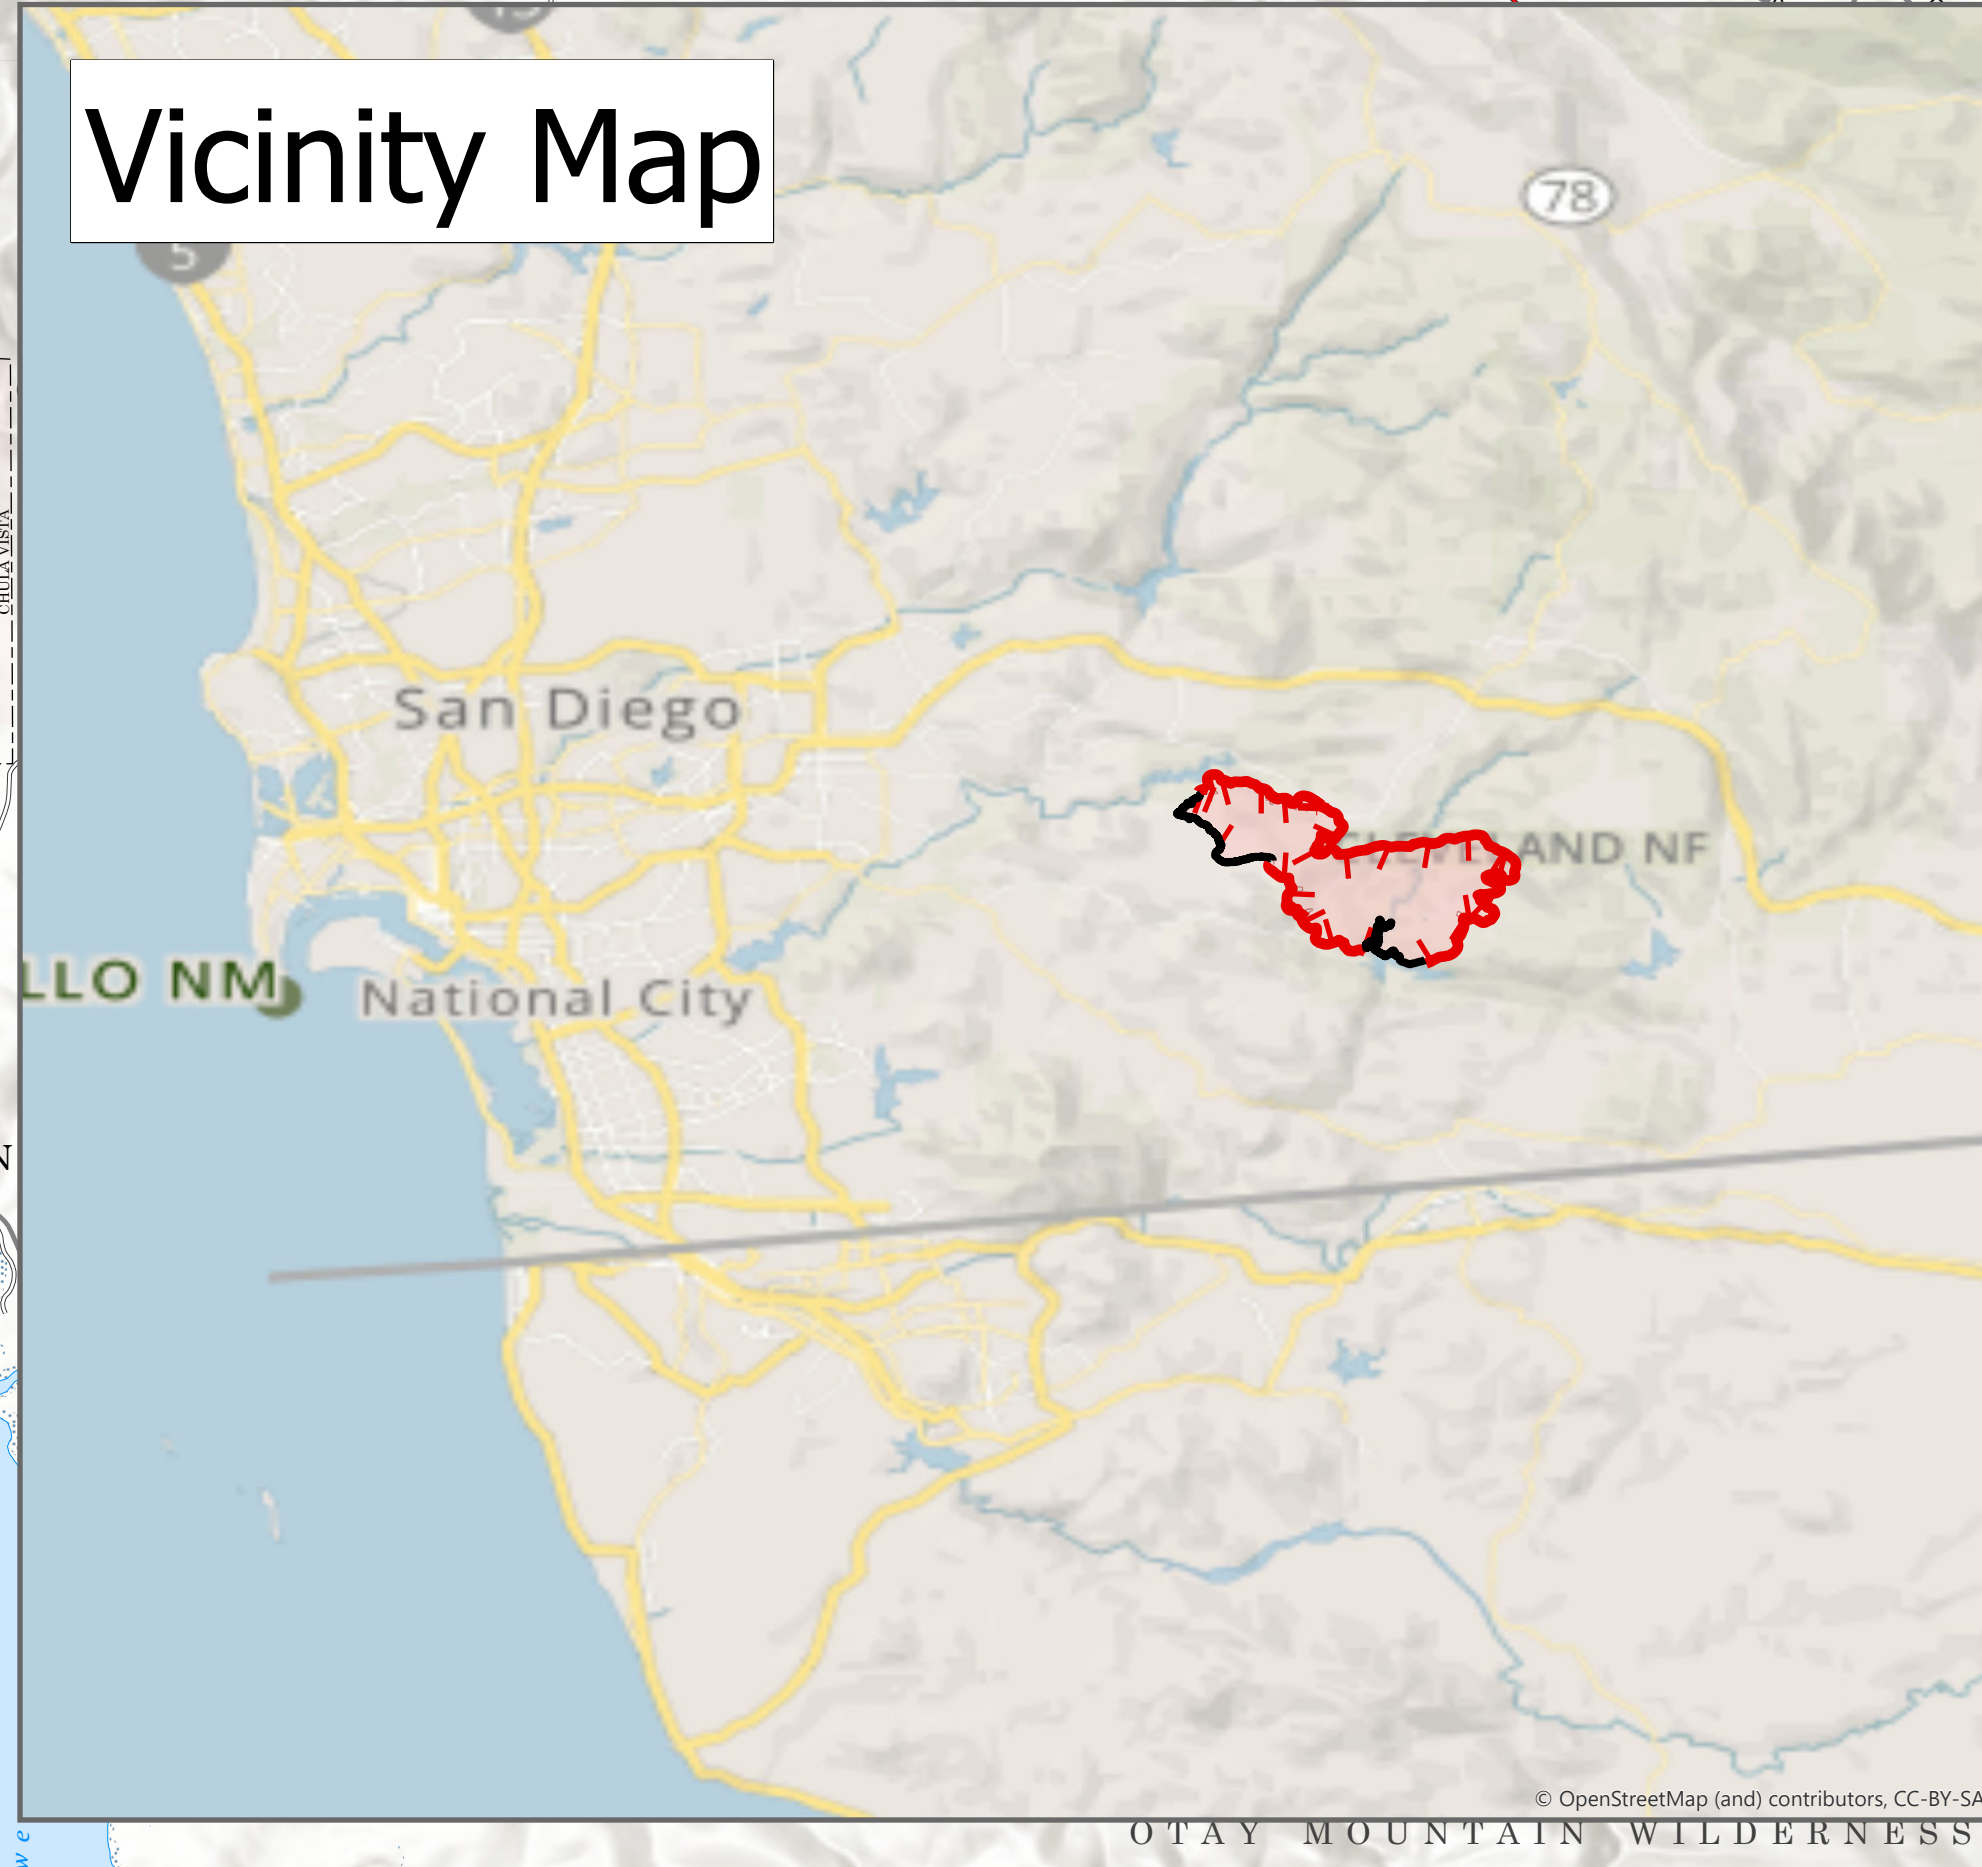 Vicinity Map
78
5
CHULA VISTA
San Diego
AND NF
LLO NM
National City
N
© OpenStreetMap (and) contributors, CC-BY-SA
OTAY MOUNTAIN WILDERNESS
we